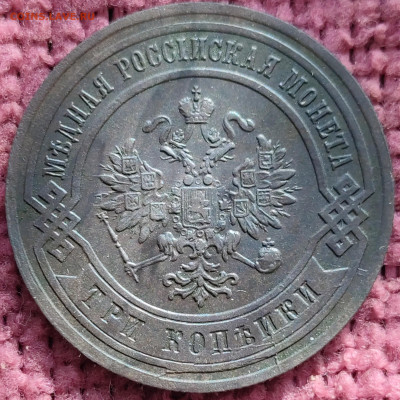 МѢДНАЯ РОССІЙСКАЯ МОНЕТА
ТРИ КОПѢЙКИ